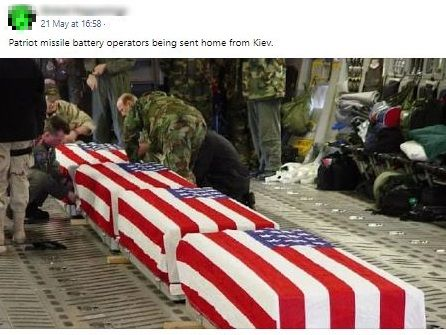 21 May at 16:58 ·
Patriot missile battery operators being sent home from Kiev.